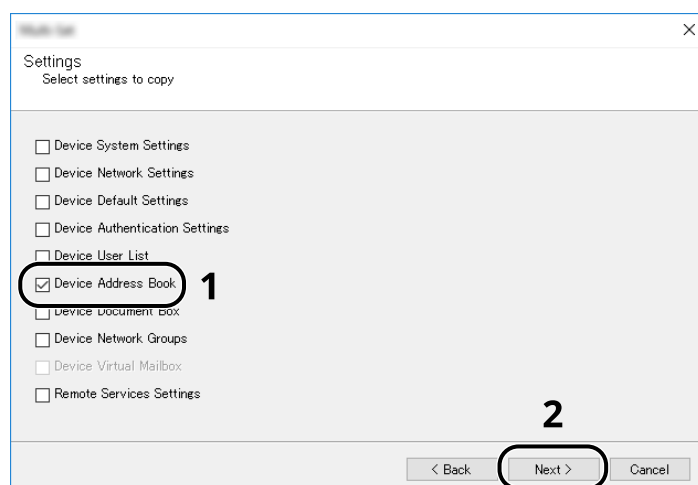 Settings
Select settings to copy
Device System Settings
Device Network Settings
Device Default Settings
Device Authentication Settings
Device User List
Device Address Book 1
Device Document Box
Device Network Groups
Device Virtual Mailbox
Remote Services Settings
2
< Back Next > Cancel